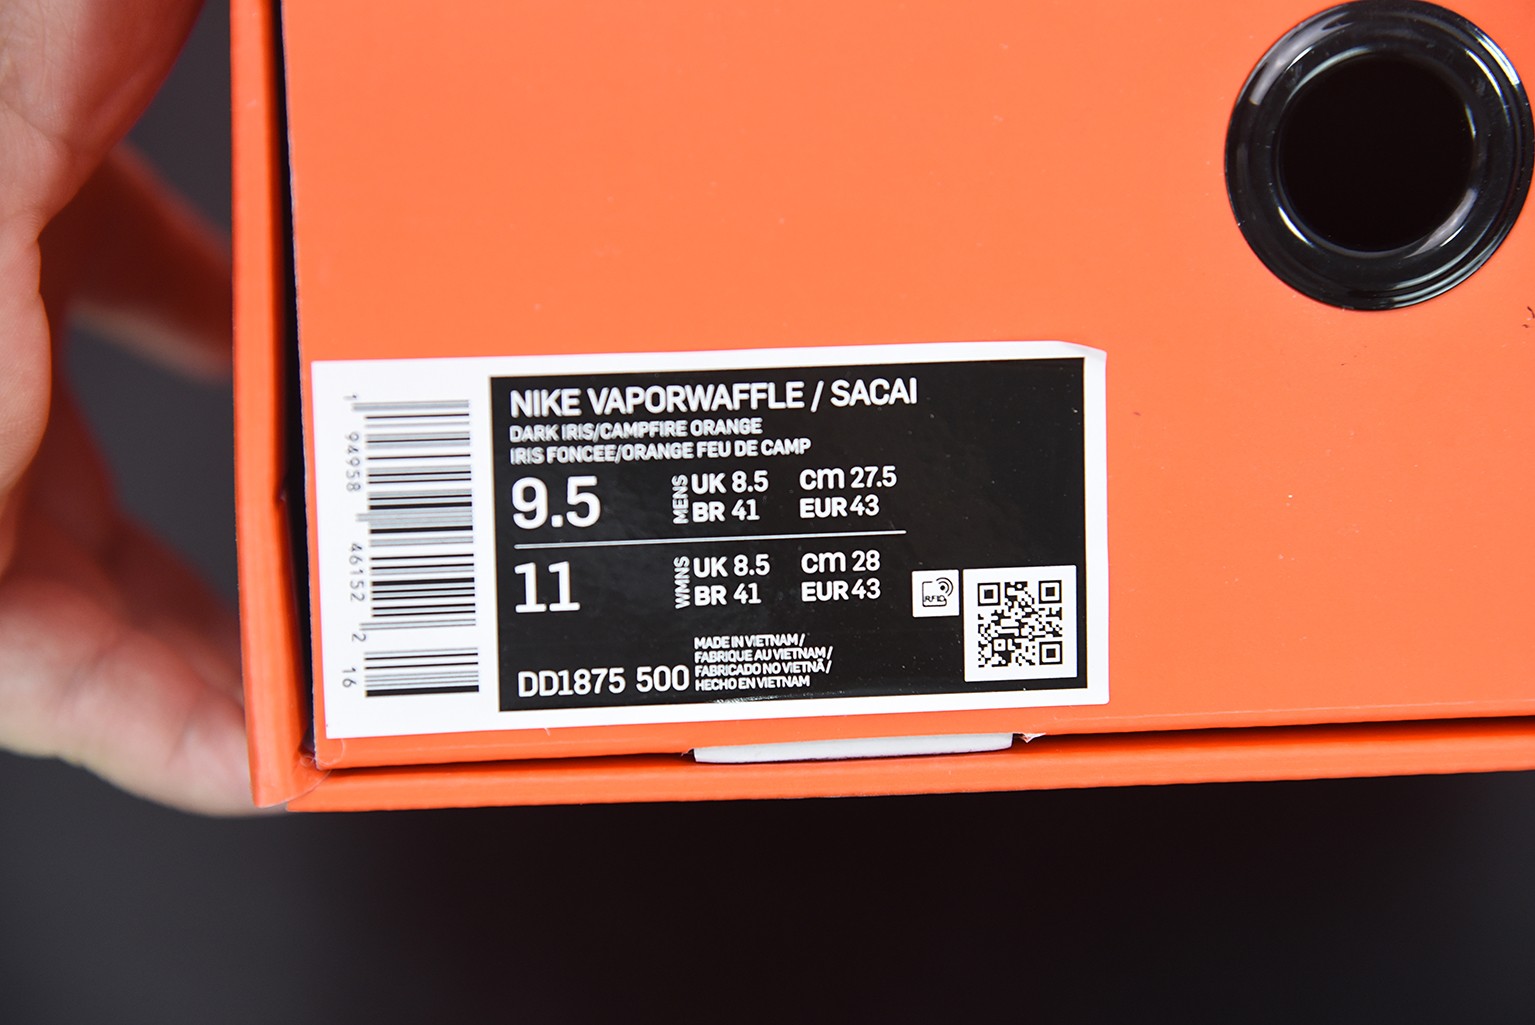 NIKE VAPORWAFFLE / SACAI
DARK IRIS/CAMPFIRE ORANGE
IRIS FONCEE/ORANGE FEU DE CAMP
9.5 MENS UK 8.5 cm 27.5
BR 41 EUR 43
11 WMNS UK 8.5 cm 28
BR 41 EUR 43
RFID
DD1875 500
MADE IN VIETNAM /
FABRIQUE AU VIETNAM /
FABRICADO NO VIETNÃ /
HECHO EN VIETNAM
1 94958 46152 2 16